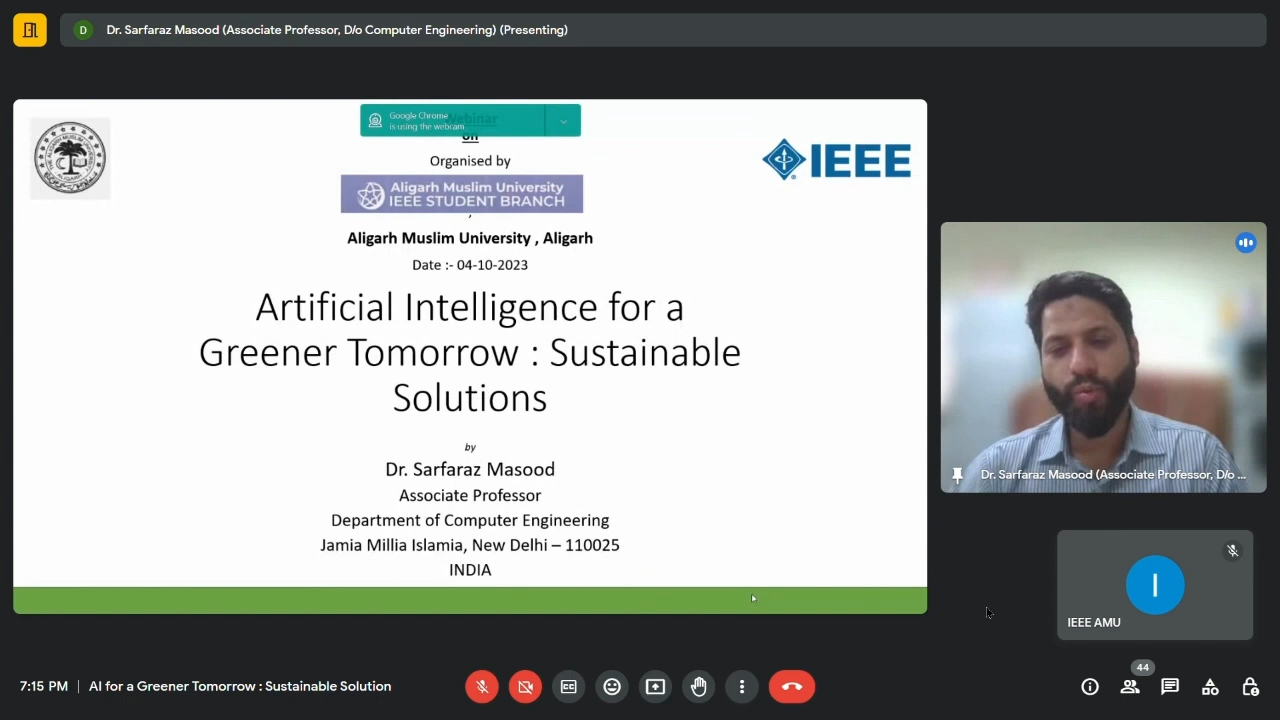 D
Dr. Sarfaraz Masood (Associate Professor, D/o Computer Engineering) (Presenting)
Google Chrome
is using the webcam
Webinar
on
Organised by
Aligarh Muslim University
IEEE STUDENT BRANCH
,
Aligarh Muslim University , Aligarh
Date :- 04-10-2023
IEEE
Artificial Intelligence for a
Greener Tomorrow : Sustainable
Solutions
by
Dr. Sarfaraz Masood
Associate Professor
Department of Computer Engineering
Jamia Millia Islamia, New Delhi – 110025
INDIA
Dr. Sarfaraz Masood (Associate Professor, D/o ...
I
IEEE AMU
7:15 PM | AI for a Greener Tomorrow : Sustainable Solution
44